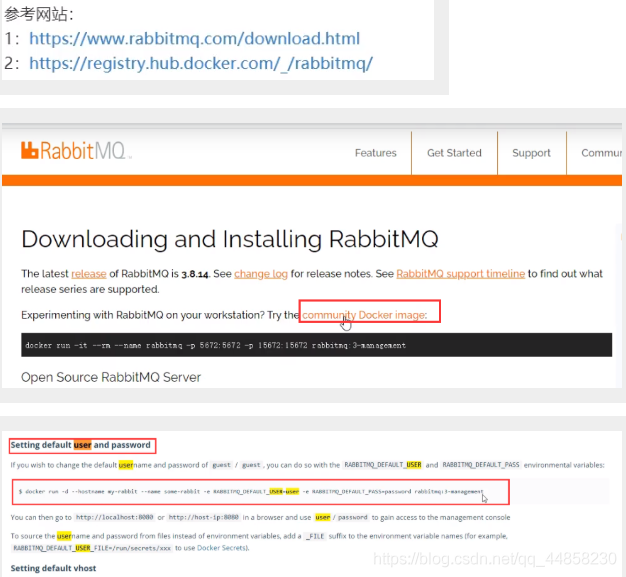 参考网站：
1：https://www.rabbitmq.com/download.html
2：https://registry.hub.docker.com/_/rabbitmq/
RabbitMQ
Features
Get Started
Support
Commun
Downloading and Installing RabbitMQ
The latest release of RabbitMQ is 3.8.14. See change log for release notes. See RabbitMQ support timeline to find out what
release series are supported.
Experimenting with RabbitMQ on your workstation? Try the community Docker image:
docker run -it --rm --name rabbitmq -p 5672:5672 -p 15672:15672 rabbitmq:3-management
Open Source RabbitMQ Server
Setting default user and password
If you wish to change the default username and password of guest / guest, you can do so with the RABBITMQ_DEFAULT_USER and RABBITMQ_DEFAULT_PASS environmental variables:
$ docker run -d --hostname my-rabbit --name some-rabbit -e RABBITMQ_DEFAULT_USER=user -e RABBITMQ_DEFAULT_PASS=password rabbitmq:3-management
You can then go to http://localhost:8080 or http://host-ip:8080 in a browser and use user / password to gain access to the management console
To source the username and password from files instead of environment variables, add a _FILE suffix to the environment variable names (for example,
RABBITMQ_DEFAULT_USER_FILE=/run/secrets/xxx to use Docker Secrets).
https://blog.csdn.net/qq_44858230
Setting default vhost